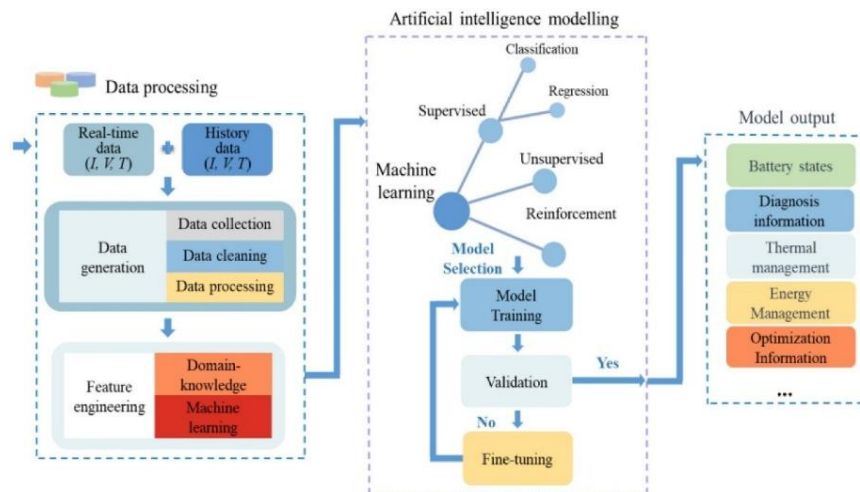 Artificial intelligence modelling
Data processing
Real-time
data
(I, V, T)
History
data
(I, V, T)
Data
generation
Data collection
Data cleaning
Data processing
Feature
engineering
Domain-
knowledge
Machine
learning
Classification
Regression
Supervised
Unsupervised
Machine
learning
Reinforcement
Model
Selection
Model
Training
Validation
Yes
No
Fine-tuning
Model output
Battery states
Diagnosis
information
Thermal
management
Energy
Management
Optimization
Information
...